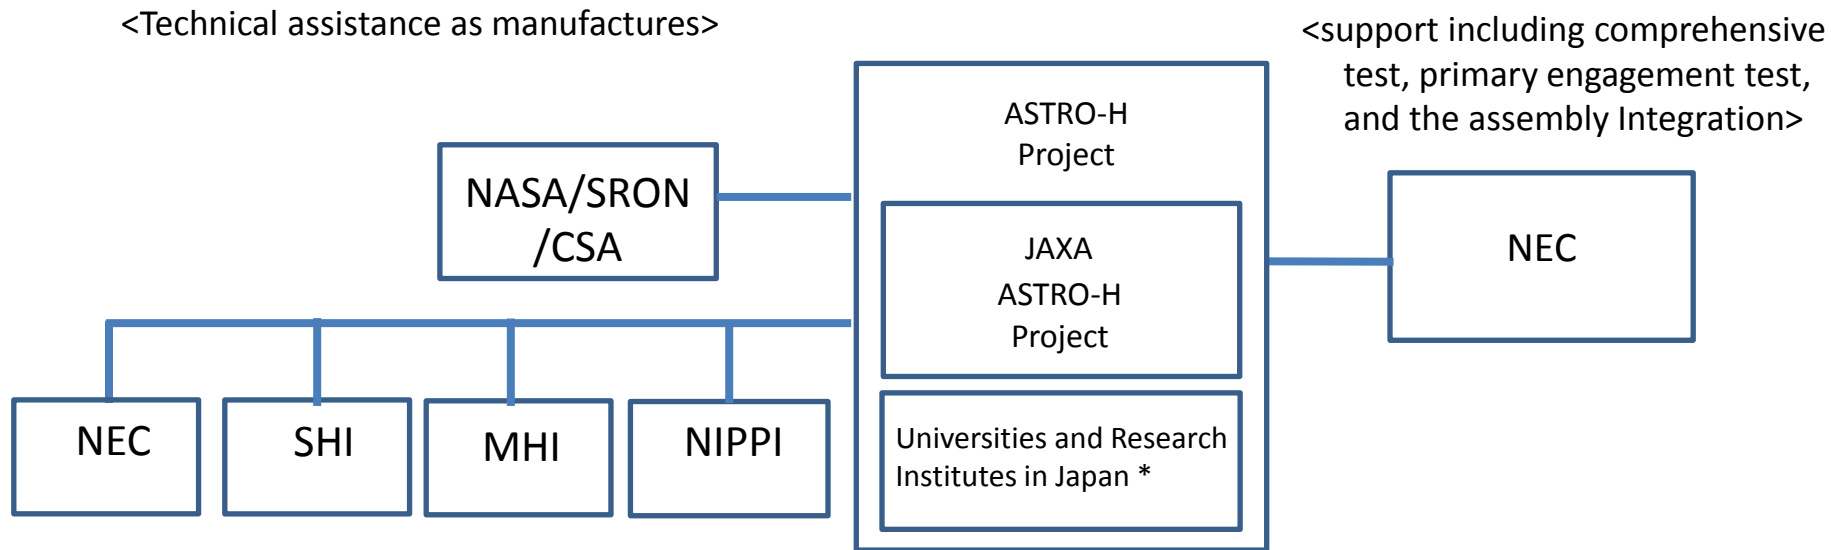 <Technical assistance as manufactures>
<support including comprehensive
test, primary engagement test,
and the assembly Integration>
ASTRO-H
Project
NASA/SRON
/CSA
JAXA
ASTRO-H
Project
NEC
NEC
SHI
MHI
NIPPI
Universities and Research
Institutes in Japan *